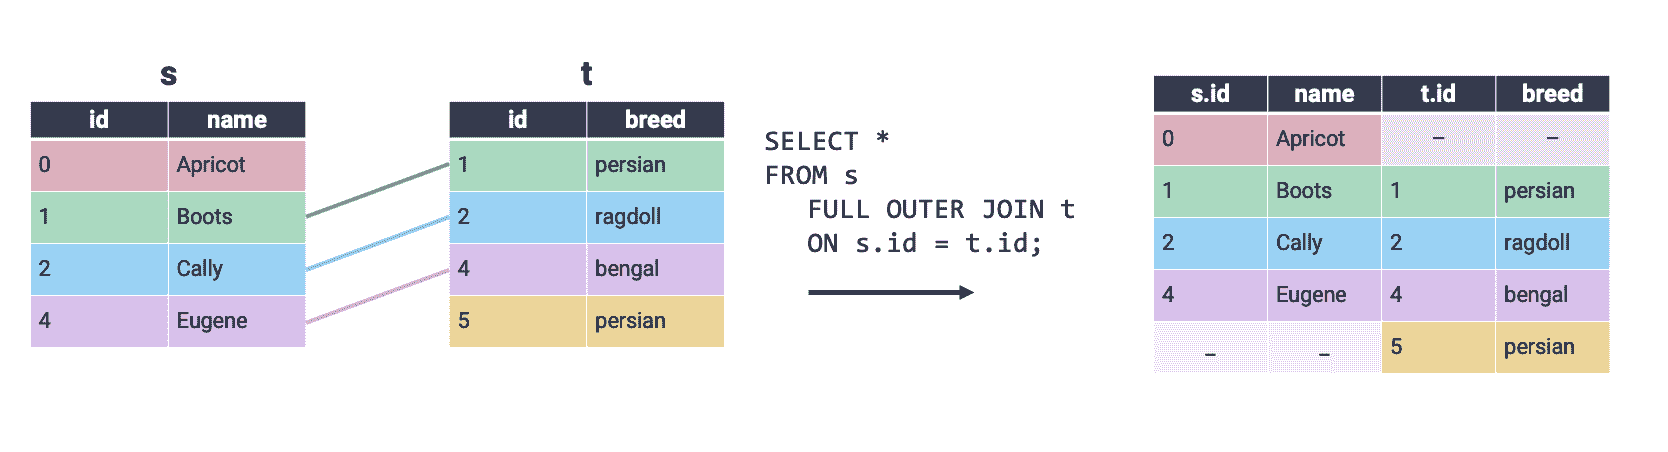 s
id name
0 Apricot
1 Boots
2 Cally
4 Eugene
t
id breed
1 persian
2 ragdoll
4 bengal
5 persian
SELECT *
FROM s
FULL OUTER JOIN t
ON s.id = t.id;
s.id name t.id breed
0 Apricot – –
1 Boots 1 persian
2 Cally 2 ragdoll
4 Eugene 4 bengal
– – 5 persian